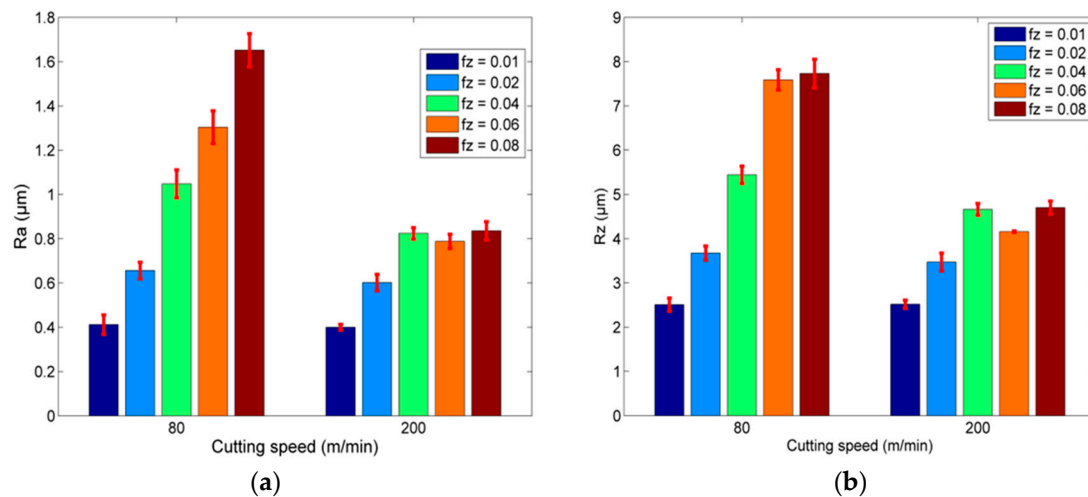 1.8
1.6
1.4
1.2
1
0.8
0.6
0.4
0.2
0
Ra (μm)
fz = 0.01
fz = 0.02
fz = 0.04
fz = 0.06
fz = 0.08
80
200
Cutting speed (m/min)
(a)
9
8
7
6
5
4
3
2
1
0
Rz (μm)
fz = 0.01
fz = 0.02
fz = 0.04
fz = 0.06
fz = 0.08
80
200
Cutting speed (m/min)
(b)